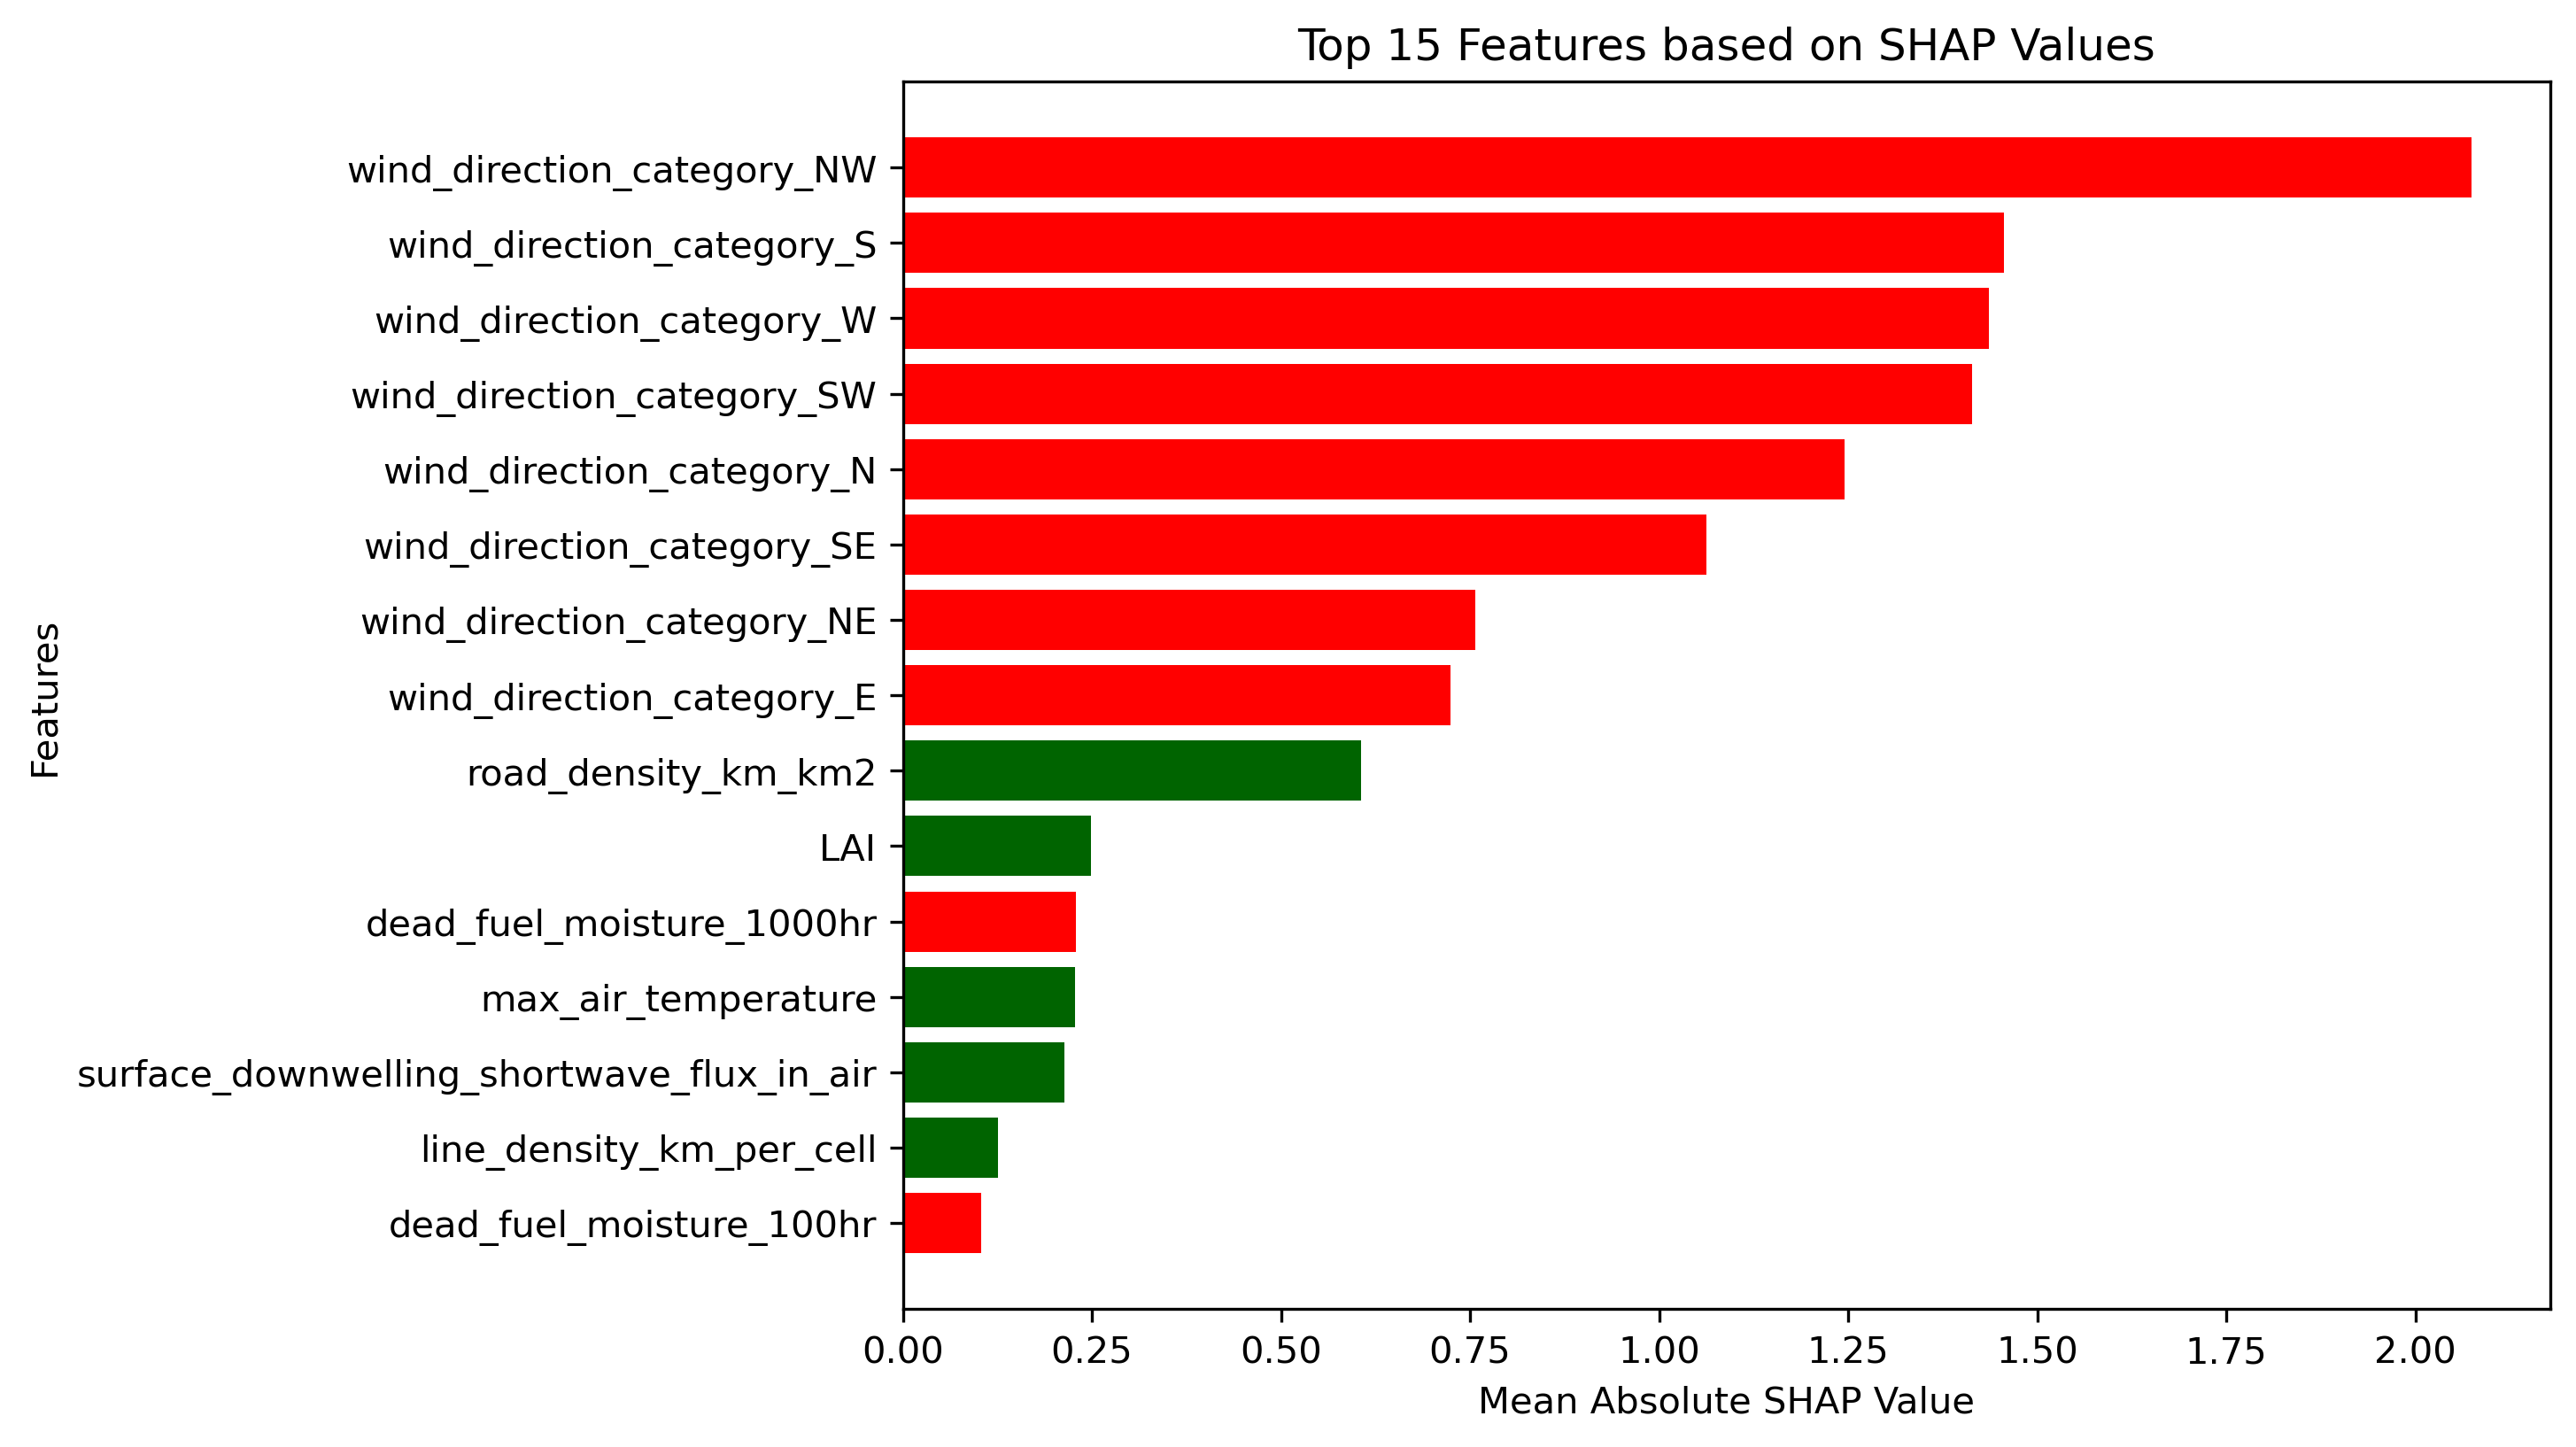 Top 15 Features based on SHAP Values
wind_direction_category_NW
wind_direction_category_S
wind_direction_category_W
wind_direction_category_SW
wind_direction_category_N
wind_direction_category_SE
wind_direction_category_NE
wind_direction_category_E
road_density_km_km2
LAI
dead_fuel_moisture_1000hr
max_air_temperature
surface_downwelling_shortwave_flux_in_air
line_density_km_per_cell
dead_fuel_moisture_100hr
Features
0.00 0.25 0.50 0.75 1.00 1.25 1.50 1.75 2.00
Mean Absolute SHAP Value